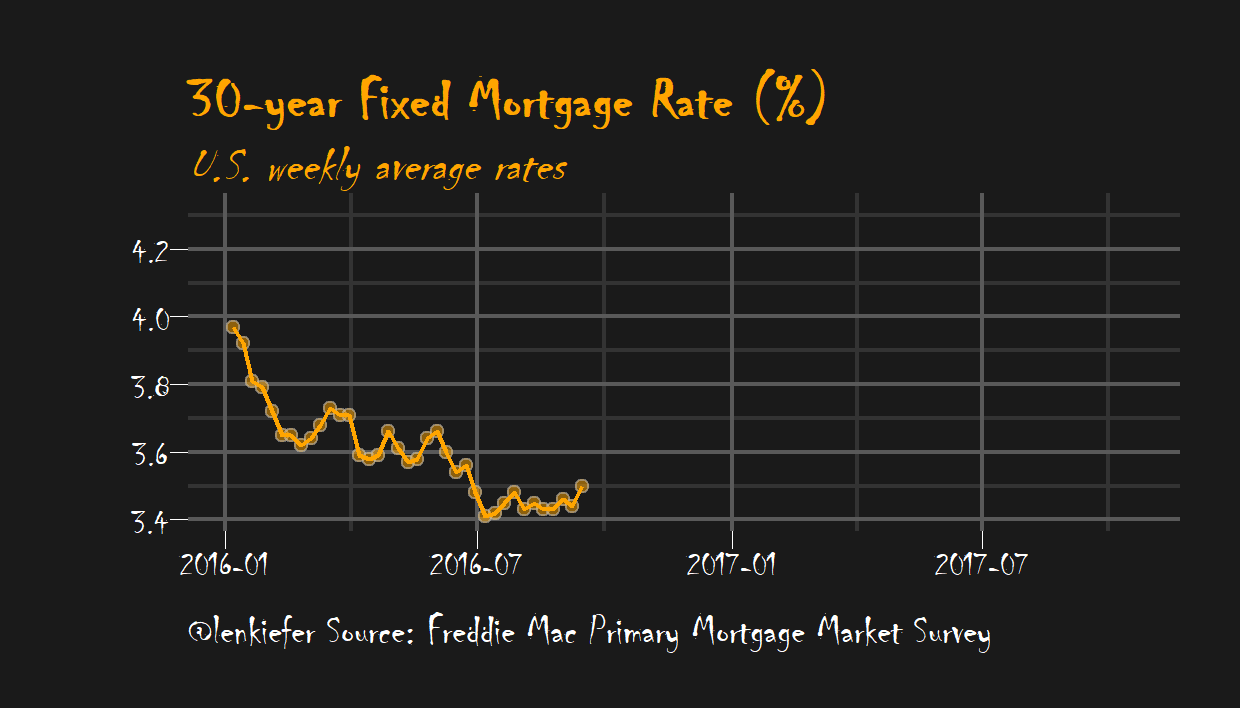 30-year Fixed Mortgage Rate (%)
U.S. weekly average rates
4.2
4.0
3.8
3.6
3.4
2016-01 2016-07 2017-01 2017-07
@lenkiefer Source: Freddie Mac Primary Mortgage Market Survey